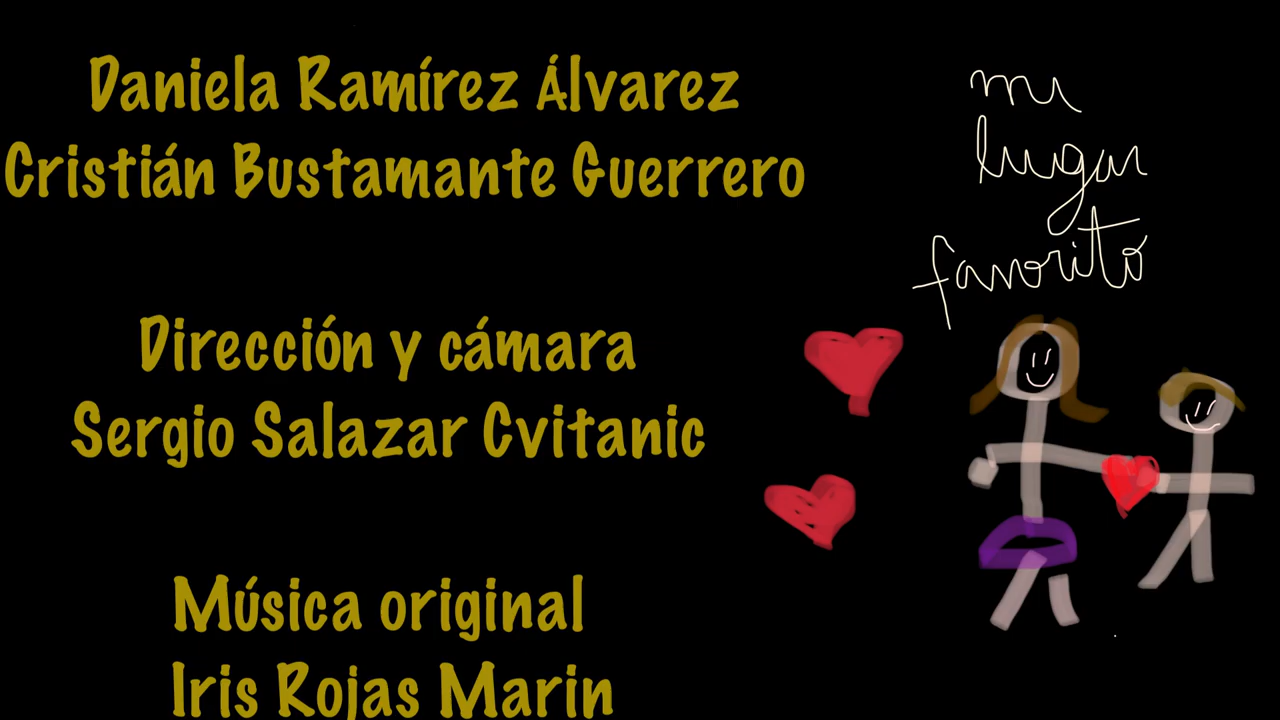 Daniela Ramírez Álvarez
Cristián Bustamante Guerrero
Dirección y cámara
Sergio Salazar Cvitanic
Música original
Iris Rojas Marin
mi
lugar
favorito